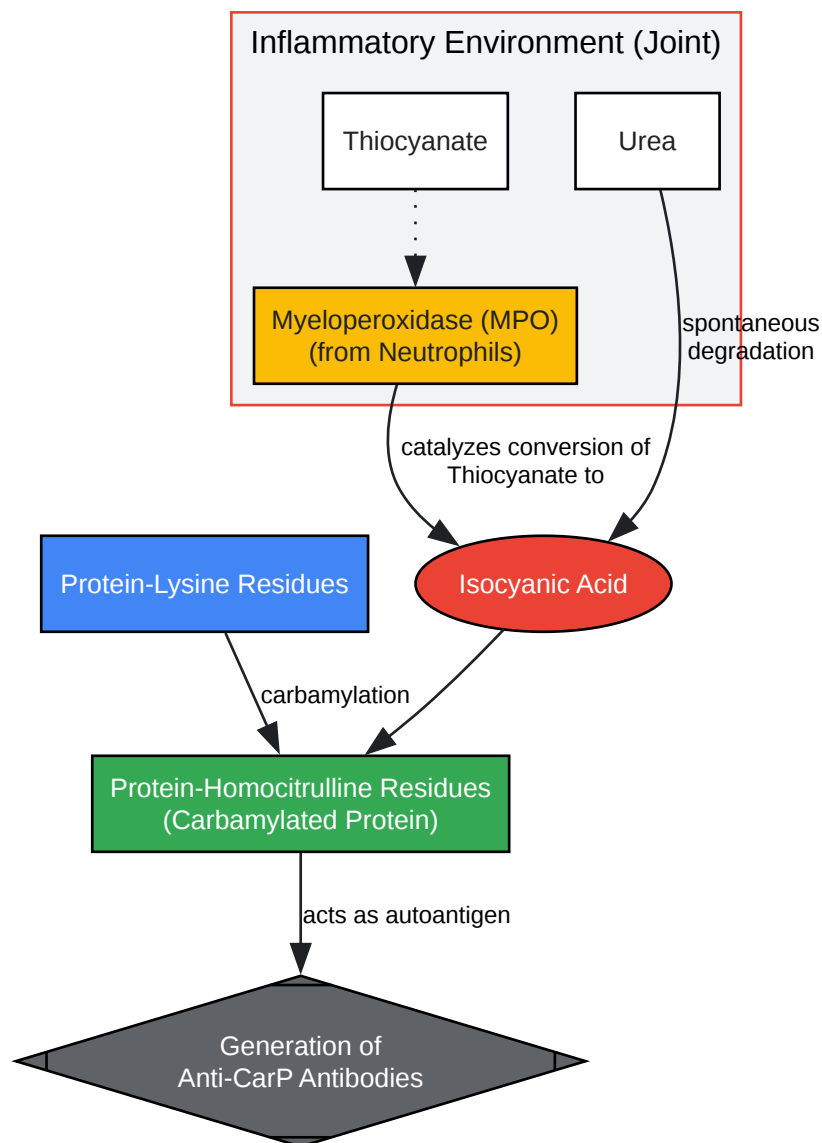 Inflammatory Environment (Joint)
Thiocyanate
Urea
Myeloperoxidase (MPO)
(from Neutrophils)
spontaneous
degradation
catalyzes conversion of
Thiocyanate to
Protein-Lysine Residues
Isocyanic Acid
carbamylation
Protein-Homocitrulline Residues
(Carbamylated Protein)
acts as autoantigen
Generation of
Anti-CarP Antibodies